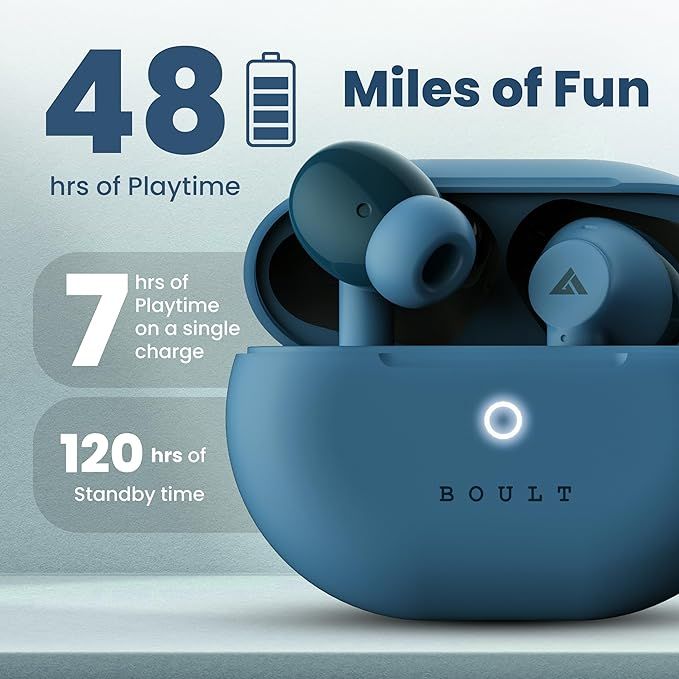 48
Miles of Fun
hrs of Playtime
7
hrs of
Playtime
on a single
charge
120 hrs of
Standby time
BOULT